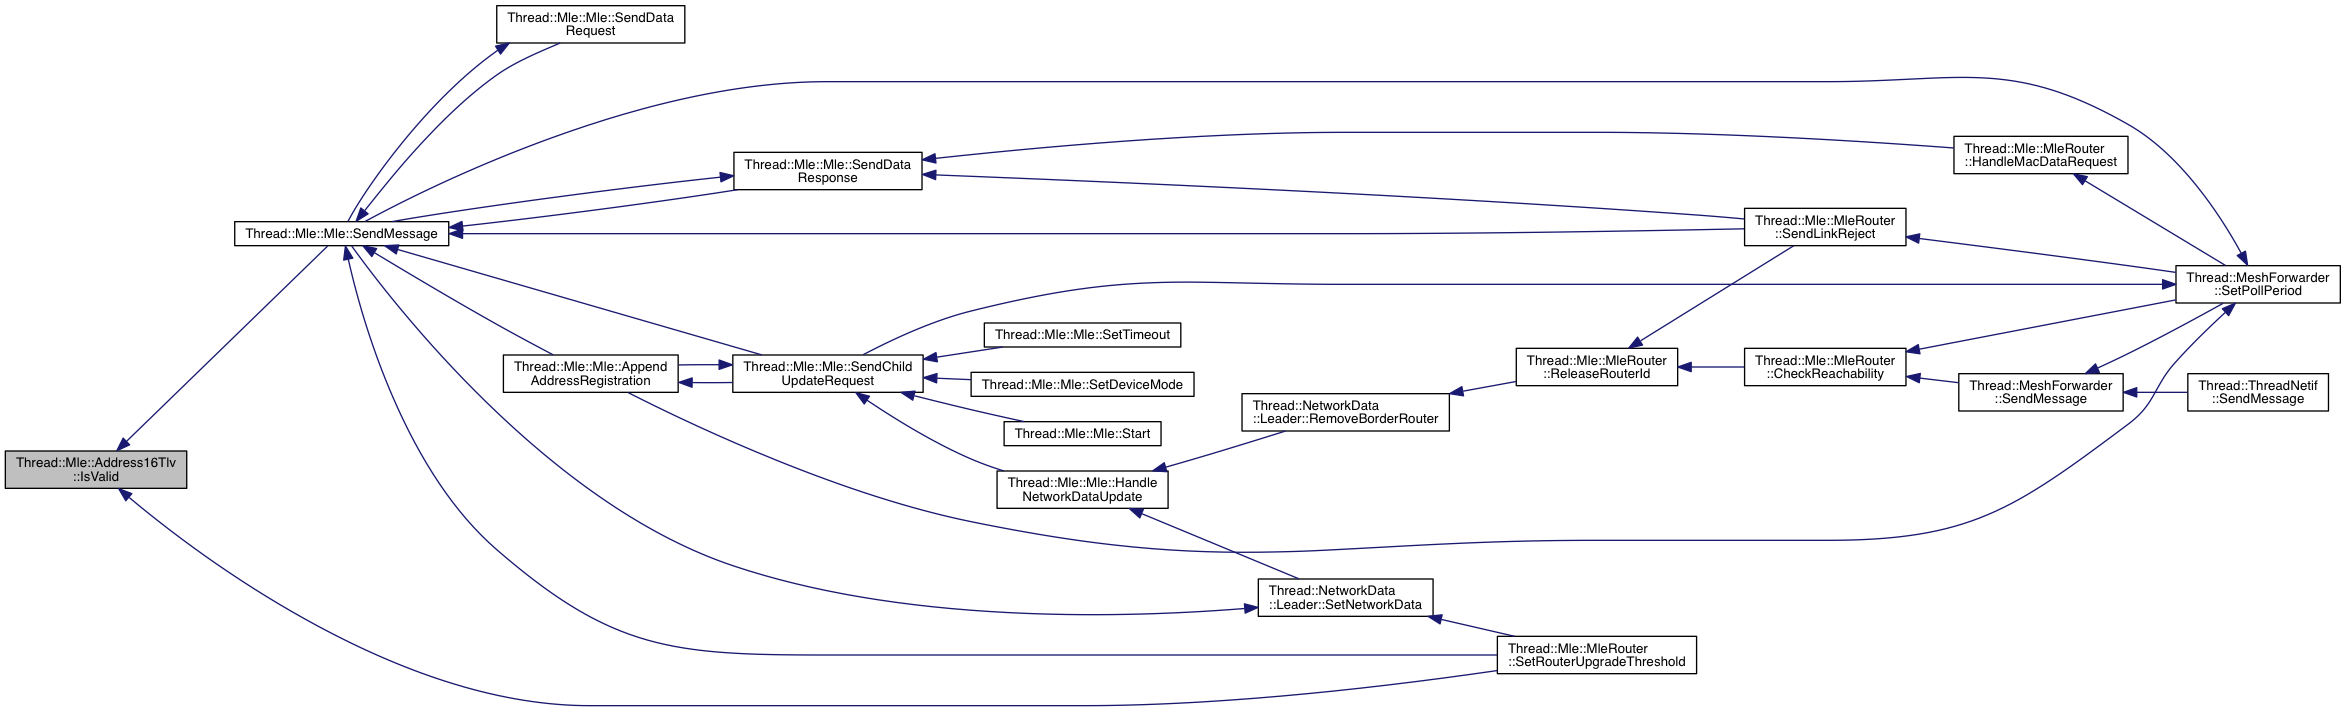 Thread::Mle::Mle::SendData
Request
Thread::Mle::MleRouter
::HandleMacDataRequest
Thread::Mle::Mle::SendData
Response
Thread::Mle::Mle::SendMessage
Thread::Mle::MleRouter
::SendLinkReject
Thread::MeshForwarder
::SetPollPeriod
Thread::Mle::Mle::SetTimeout
Thread::Mle::Mle::Append
AddressRegistration
Thread::Mle::Mle::SendChild
UpdateRequest
Thread::Mle::Mle::SetDeviceMode
Thread::Mle::MleRouter
::ReleaseRouterId
Thread::Mle::MleRouter
::CheckReachability
Thread::MeshForwarder
::SendMessage
Thread::ThreadNetif
::SendMessage
Thread::NetworkData
::Leader::RemoveBorderRouter
Thread::Mle::Mle::Start
Thread::Mle::Address16Tlv
::IsValid
Thread::Mle::Mle::Handle
NetworkDataUpdate
Thread::NetworkData
::Leader::SetNetworkData
Thread::Mle::MleRouter
::SetRouterUpgradeThreshold